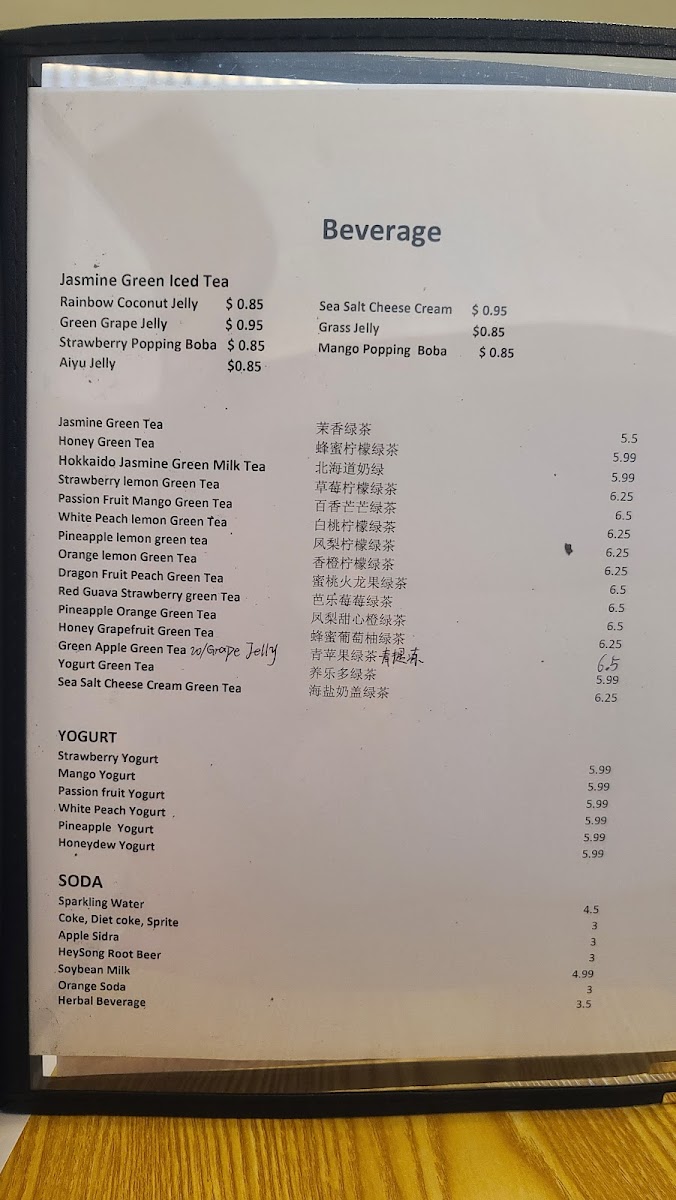 Beverage
Jasmine Green Iced Tea
Rainbow Coconut Jelly $ 0.85 Sea Salt Cheese Cream $ 0.95
Green Grape Jelly $ 0.95 Grass Jelly $0.85
Strawberry Popping Boba $ 0.85 Mango Popping Boba $ 0.85
Aiyu Jelly $0.85
Jasmine Green Tea 茉香绿茶 5.5
Honey Green Tea 蜂蜜柠檬绿茶 5.99
Hokkaido Jasmine Green Milk Tea 北海道奶绿 5.99
Strawberry lemon Green Tea 草莓柠檬绿茶 6.25
Passion Fruit Mango Green Tea 百香芒芒绿茶 6.5
White Peach lemon Green Tea 白桃柠檬绿茶 6.25
Pineapple lemon green tea 凤梨柠檬绿茶 6.25
Orange lemon Green Tea 香橙柠檬绿茶 6.25
Dragon Fruit Peach Green Tea 蜜桃火龙果绿茶 6.5
Red Guava Strawberry green Tea 芭乐莓莓绿茶 6.5
Pineapple Orange Green Tea 凤梨甜心橙绿茶 6.5
Honey Grapefruit Green Tea 蜂蜜葡萄柚绿茶 6.25
Green Apple Green Tea w/Grape Jelly 青苹果绿茶青提冻 6.5
Yogurt Green Tea 养乐多绿茶 5.99
Sea Salt Cheese Cream Green Tea 海盐奶盖绿茶 6.25
YOGURT
Strawberry Yogurt 5.99
Mango Yogurt 5.99
Passion fruit Yogurt 5.99
White Peach Yogurt 5.99
Pineapple Yogurt 5.99
Honeydew Yogurt 5.99
SODA
Sparkling Water 4.5
Coke, Diet coke, Sprite 3
Apple Sidra 3
HeySong Root Beer 3
Soybean Milk 4.99
Orange Soda 3
Herbal Beverage 3.5